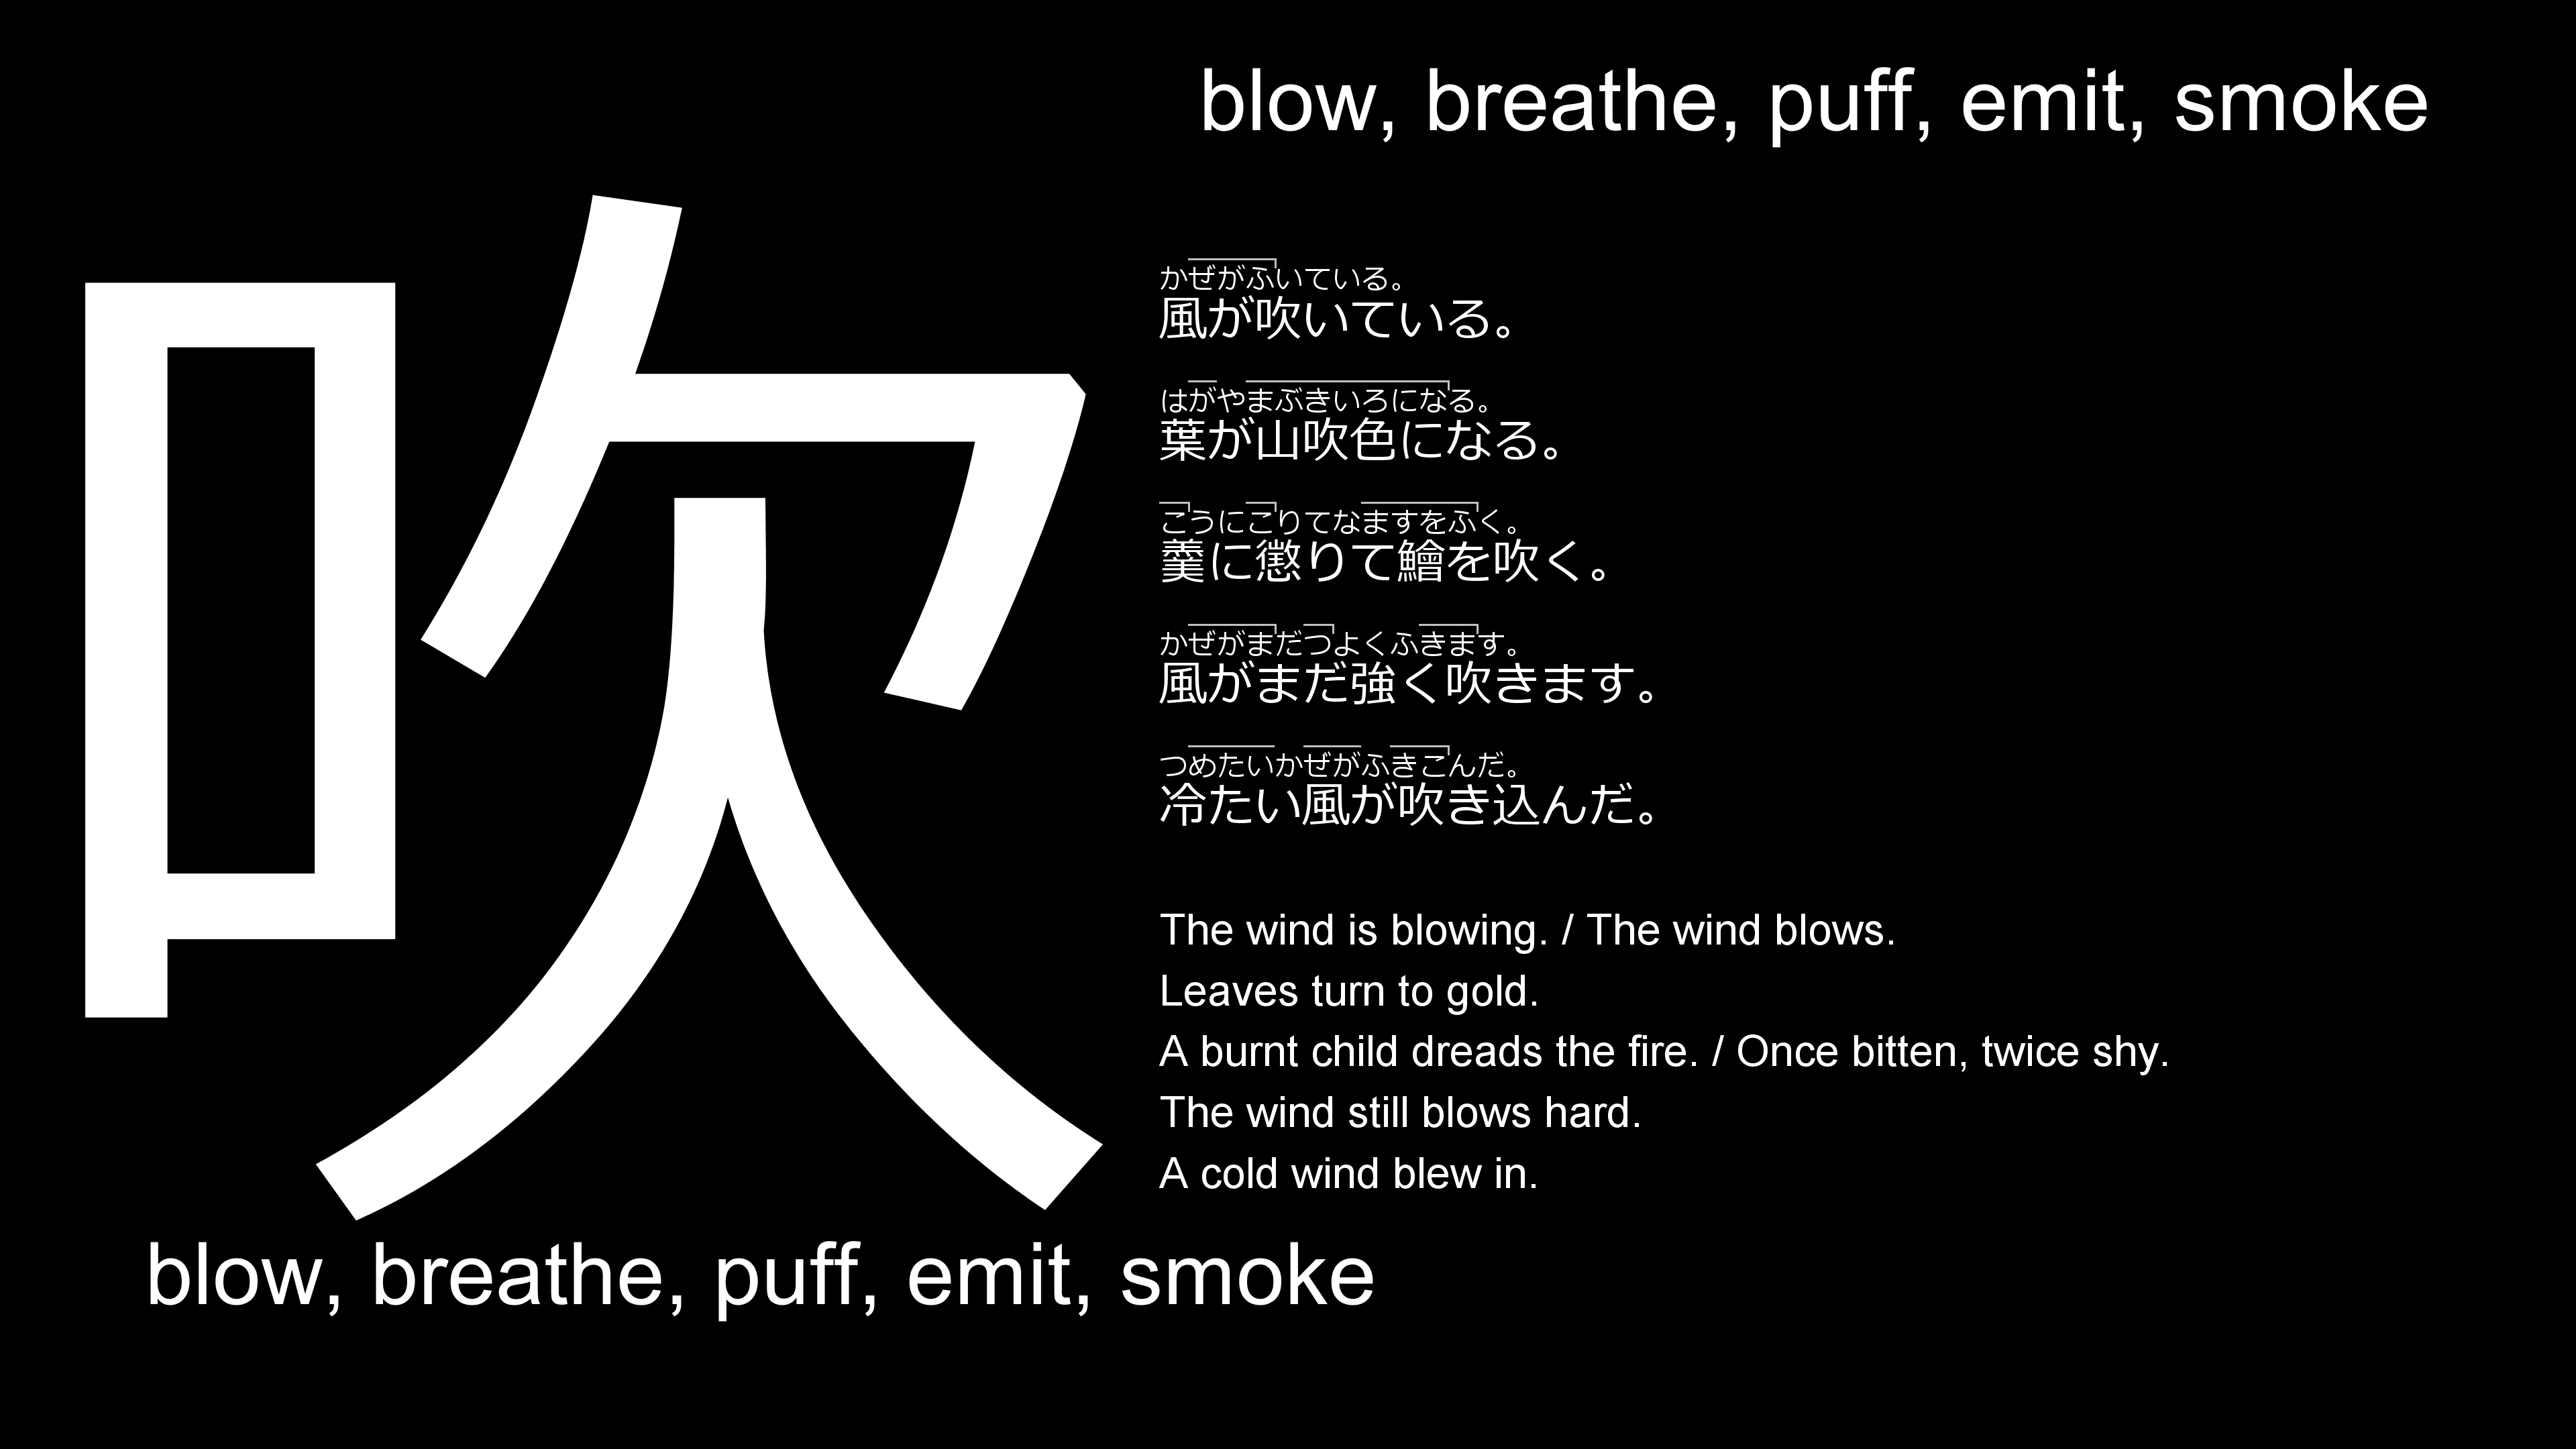 blow, breathe, puff, emit, smoke
吹
かぜがふいている。
風が吹いている。
はがやまぶきいろになる。
葉が山吹色になる。
こうにこりてなますをふく。
羹に懲りて鱠を吹く。
かぜがまだつよくふきます。
風がまだ強く吹きます。
つめたいかぜがふきこんだ。
冷たい風が吹き込んだ。
The wind is blowing. / The wind blows.
Leaves turn to gold.
A burnt child dreads the fire. / Once bitten, twice shy.
The wind still blows hard.
A cold wind blew in.
blow, breathe, puff, emit, smoke